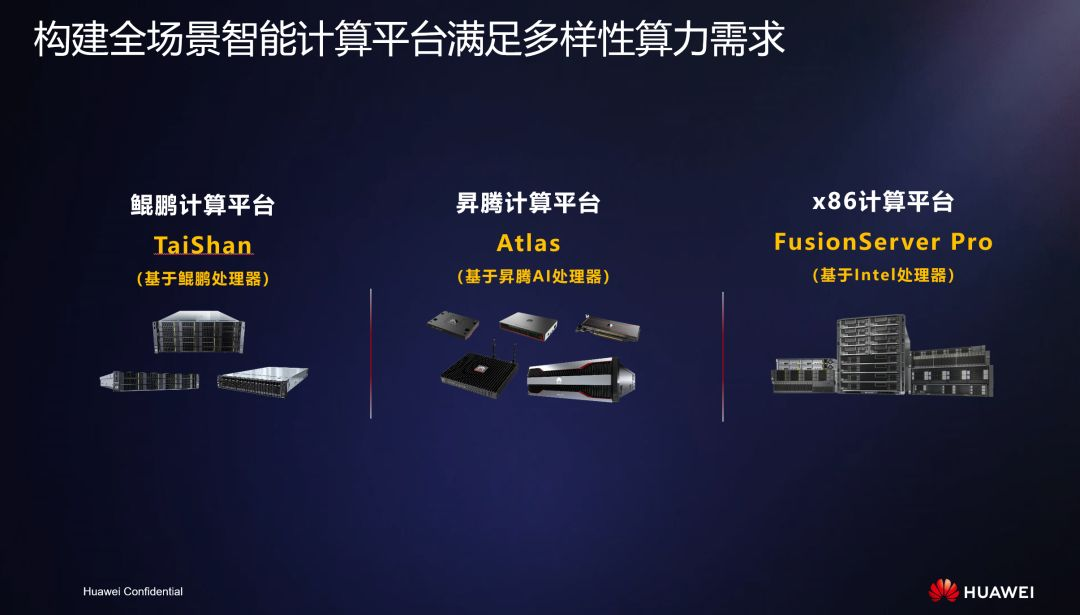 构建全场景智能计算平台满足多样性算力需求
鲲鹏计算平台
TaiShan
（基于鲲鹏处理器）
昇腾计算平台
Atlas
（基于昇腾AI处理器）
x86计算平台
FusionServer Pro
（基于Intel处理器）
Huawei Confidential
HUAWEI